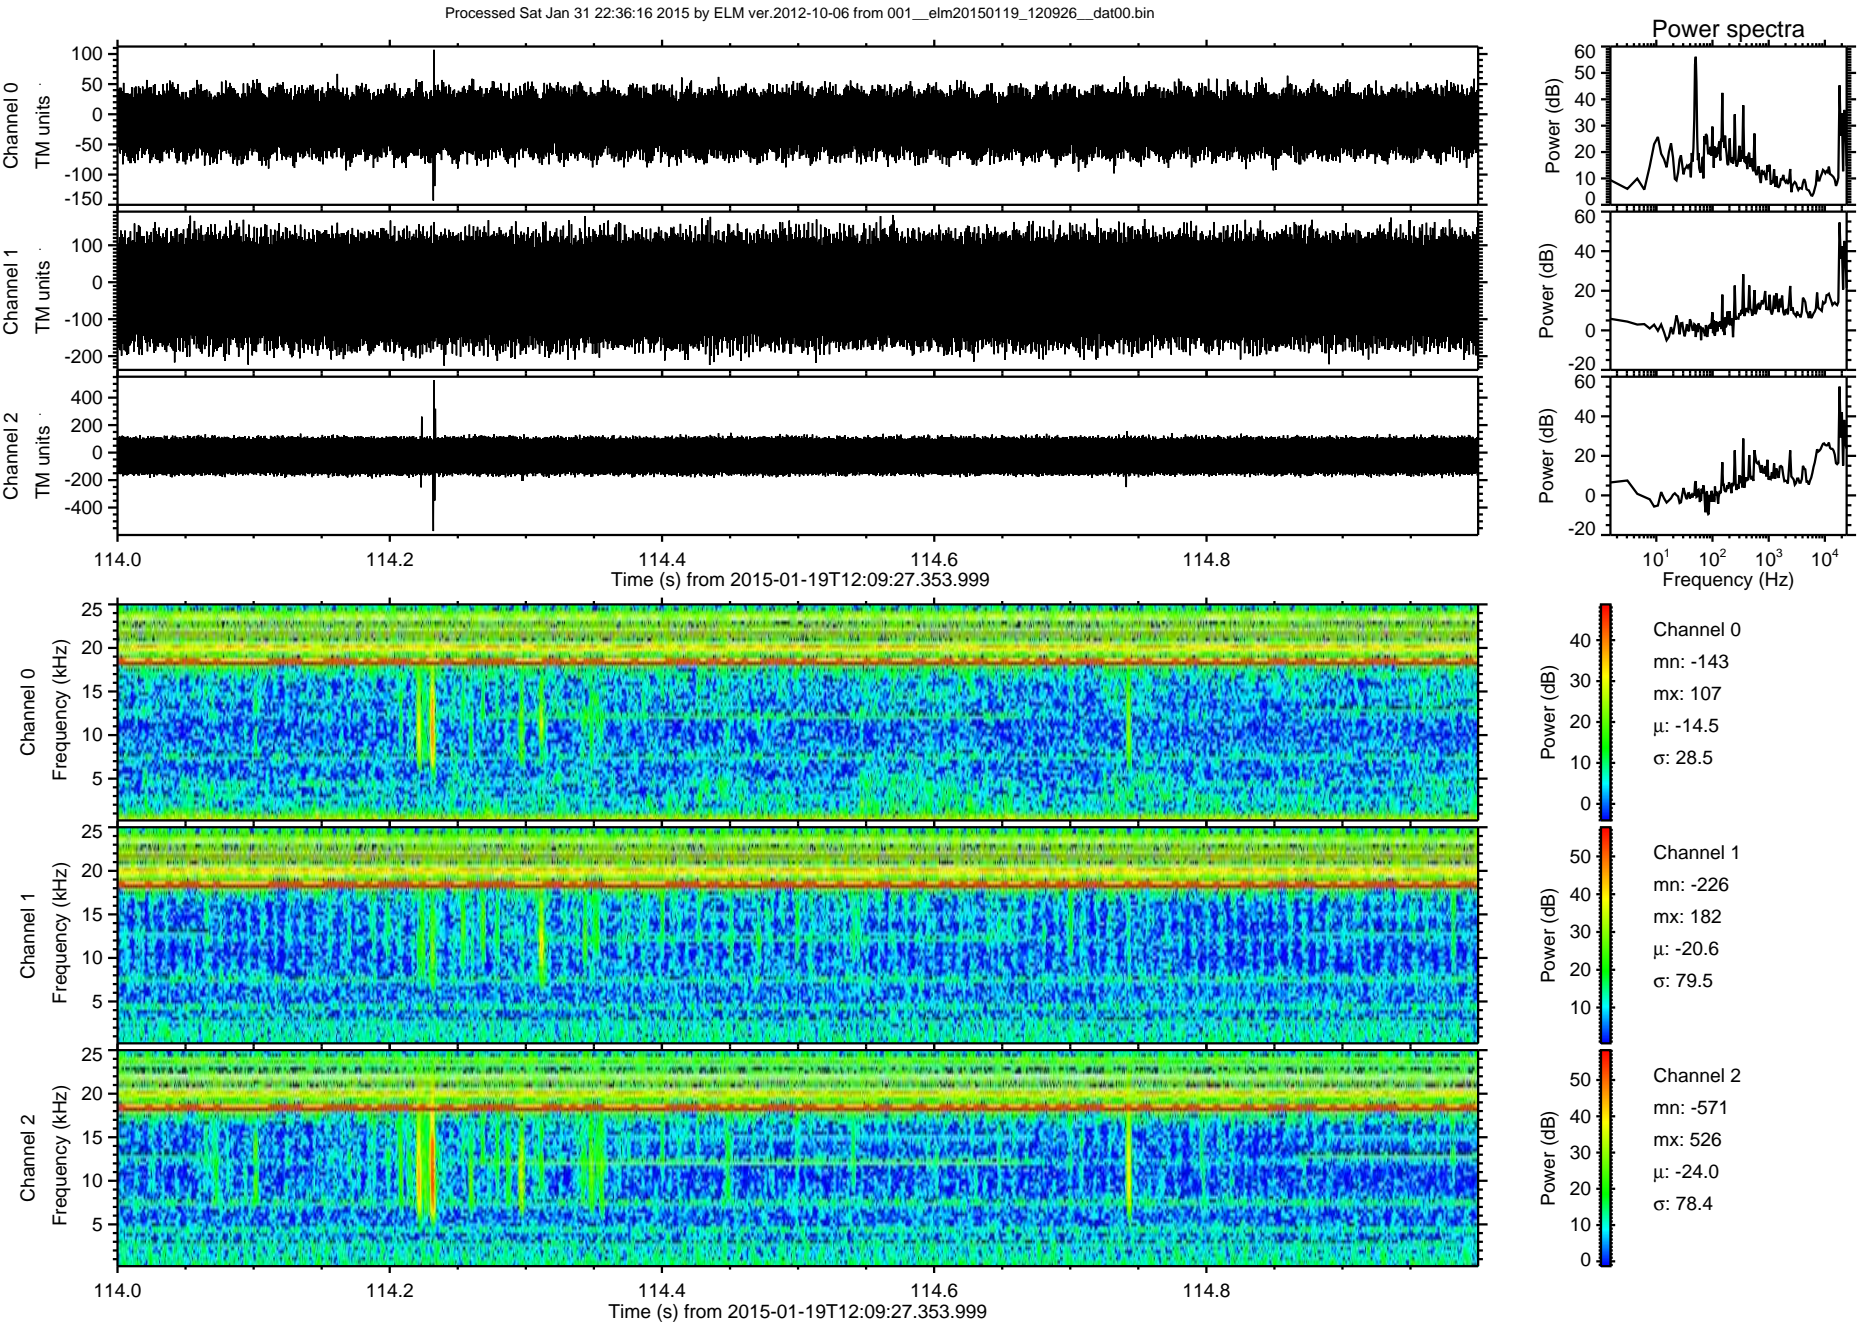 Processed Sat Jan 31 22:36:16 2015 by ELM ver.2012-10-06 from 001__elm20150119_120926__dat00.bin
Power spectra
Channel 0
TM units
100
50
0
-50
-100
-150
Power (dB)
60
50
40
30
20
10
0
Channel 1
TM units
100
0
-100
-200
Power (dB)
60
40
20
0
-20
Channel 2
TM units
400
200
0
-200
-400
Power (dB)
60
40
20
0
-20
114.0 114.2 114.4 114.6 114.8
Time (s) from 2015-01-19T12:09:27.353.999
10^1 10^2 10^3 10^4
Frequency (Hz)
Channel 0
Frequency (kHz)
25
20
15
10
5
Power (dB)
40
30
20
10
0
Channel 0
mn: -143
mx: 107
μ: -14.5
σ: 28.5
Channel 1
Frequency (kHz)
25
20
15
10
5
Power (dB)
50
40
30
20
10
Channel 1
mn: -226
mx: 182
μ: -20.6
σ: 79.5
Channel 2
Frequency (kHz)
25
20
15
10
5
Power (dB)
50
40
30
20
10
0
Channel 2
mn: -571
mx: 526
μ: -24.0
σ: 78.4
114.0 114.2 114.4 114.6 114.8
Time (s) from 2015-01-19T12:09:27.353.999